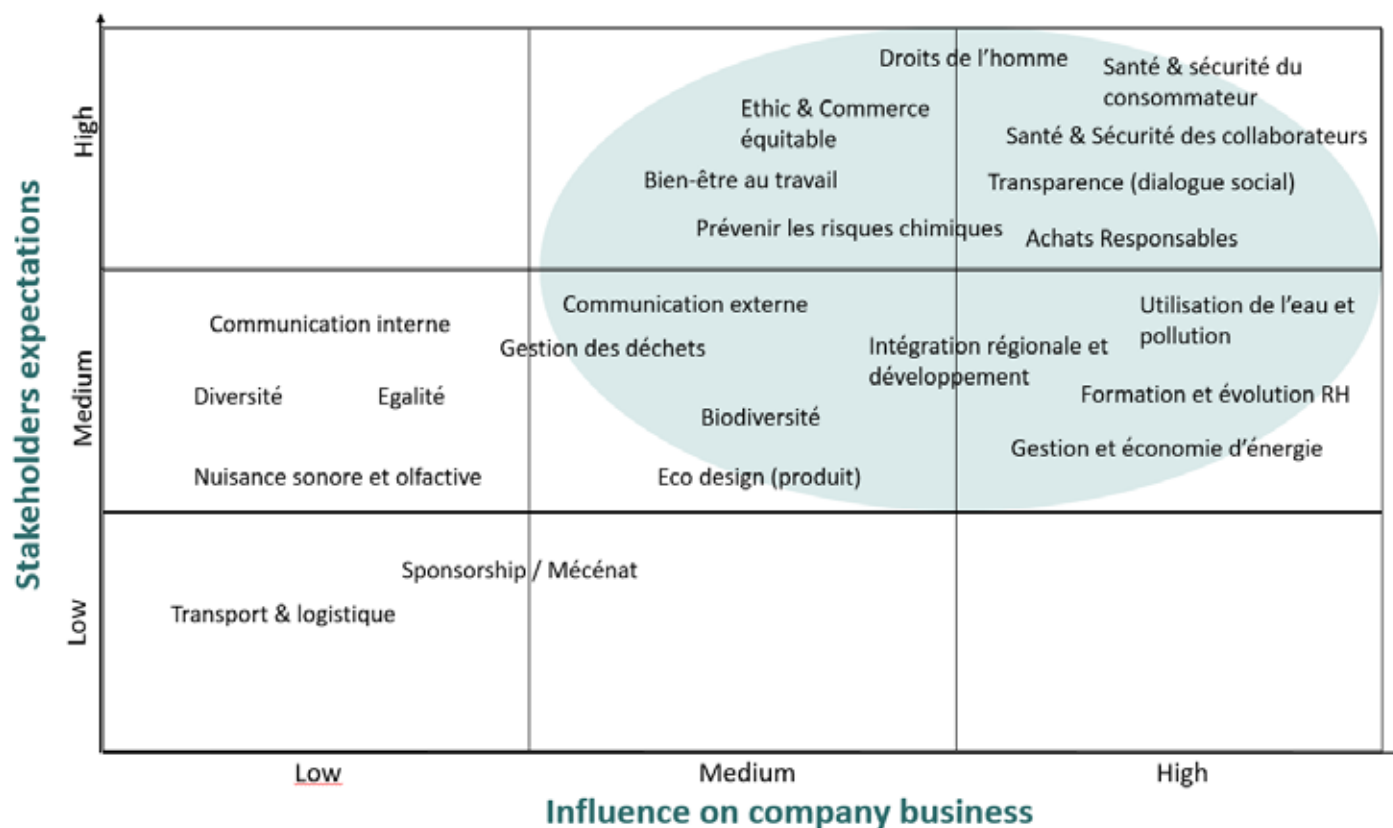 Stakeholders expectations
High
Medium
Low
Droits de l'homme
Santé & sécurité du
consommateur
Ethic & Commerce
équitable
Santé & Sécurité des collaborateurs
Bien-être au travail
Transparence (dialogue social)
Prévenir les risques chimiques
Achats Responsables
Communication externe
Utilisation de l'eau et
pollution
Communication interne
Gestion des déchets
Intégration régionale et
développement
Diversité
Egalité
Formation et évolution RH
Biodiversité
Gestion et économie d'énergie
Nuisance sonore et olfactive
Eco design (produit)
Sponsorship / Mécénat
Transport & logistique
Low
Medium
High
Influence on company business